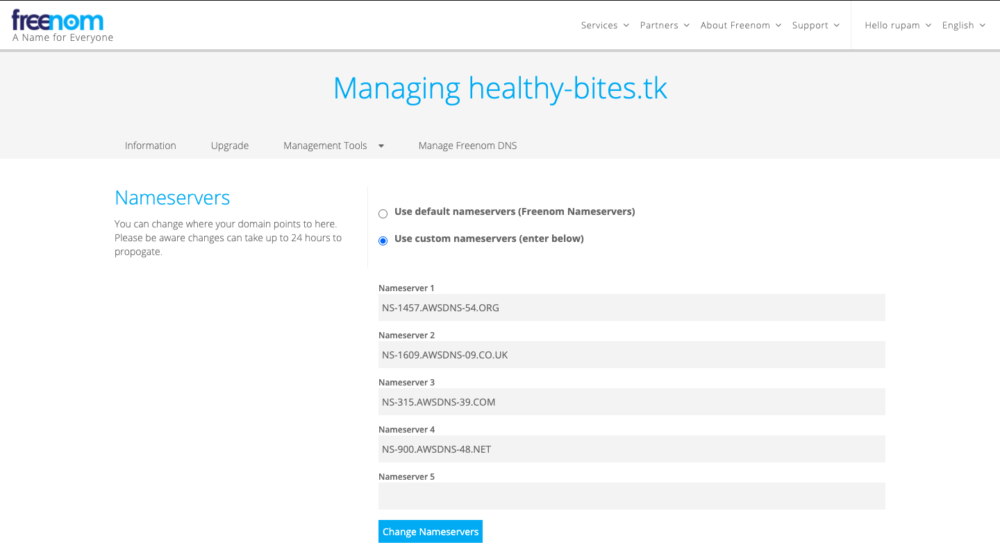 freenom
A Name for Everyone
Services
Partners
About Freenom
Support
Hello rupam
English
Managing healthy-bites.tk
Information
Upgrade
Management Tools
Manage Freenom DNS
Nameservers
You can change where your domain points to here.
Please be aware changes can take up to 24 hours to
propogate.
Use default nameservers (Freenom Nameservers)
Use custom nameservers (enter below)
Nameserver 1
NS-1457.AWSDNS-54.ORG
Nameserver 2
NS-1609.AWSDNS-09.CO.UK
Nameserver 3
NS-315.AWSDNS-39.COM
Nameserver 4
NS-900.AWSDNS-48.NET
Nameserver 5
Change Nameservers